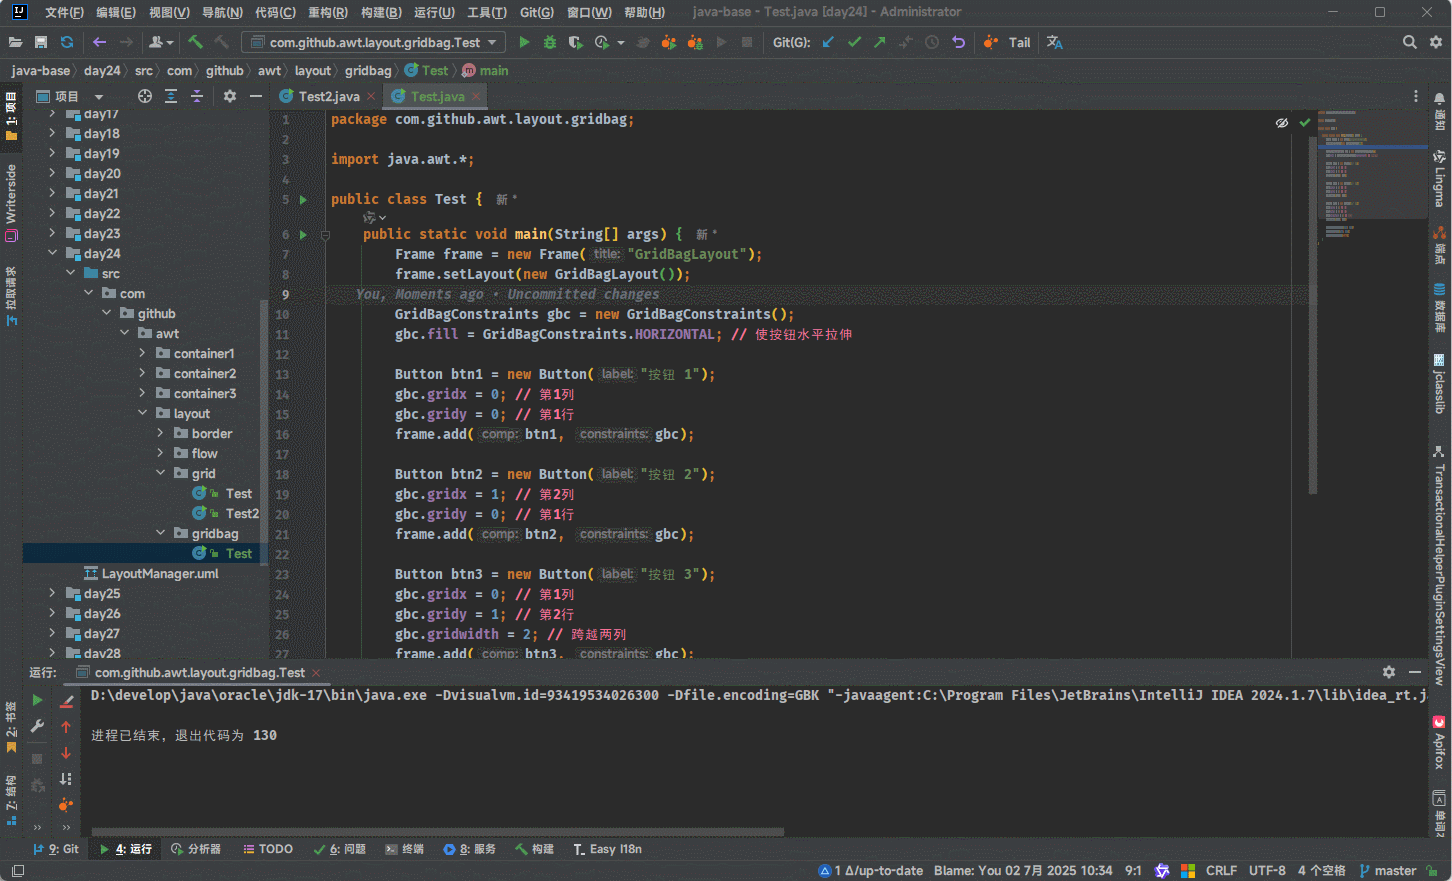 文件(F) 编辑(E) 视图(V) 导航(N) 代码(C) 重构(R) 构建(B) 运行(U) 工具(T) Git(G) 窗口(W) 帮助(H) java-base - Test.java [day24] - Administrator
com.github.awt.layout.gridbag.Test Git(G): Tail
java-base day24 src com github awt layout gridbag Test main
项目
Test2.java
Test.java
day17
day18
day19
day20
day21
day22
day23
day24
src
com
github
awt
container1
container2
container3
layout
border
flow
grid
Test
Test2
gridbag
Test
LayoutManager.uml
day25
day26
day27
day28
1 package com.github.awt.layout.gridbag;
2
3 import java.awt.*;
4
5 public class Test { 新 *
6 public static void main(String[] args) { 新 *
7 Frame frame = new Frame( title: "GridBagLayout");
8 frame.setLayout(new GridBagLayout());
9 You, Moments ago • Uncommitted changes
10 GridBagConstraints gbc = new GridBagConstraints();
11 gbc.fill = GridBagConstraints.HORIZONTAL; // 使按钮水平拉伸
12
13 Button btn1 = new Button( label: "按钮 1");
14 gbc.gridx = 0; // 第1列
15 gbc.gridy = 0; // 第1行
16 frame.add( comp: btn1, constraints: gbc);
17
18 Button btn2 = new Button( label: "按钮 2");
19 gbc.gridx = 1; // 第2列
20 gbc.gridy = 0; // 第1行
21 frame.add( comp: btn2, constraints: gbc);
22
23 Button btn3 = new Button( label: "按钮 3");
24 gbc.gridx = 0; // 第1列
25 gbc.gridy = 1; // 第2行
26 gbc.gridwidth = 2; // 跨越两列
27 frame.add( comp: btn3, constraints: gbc);
1: 项目
Writerside
拉取请求
2: 书签
7: 结构
通知
Lingma
端点
数据库
jclasslib
TransactionalHelperPluginSettingsView
Apifox
单词
运行: com.github.awt.layout.gridbag.Test
D:\develop\java\oracle\jdk-17\bin\java.exe -Dvisualvm.id=93419534026300 -Dfile.encoding=GBK "-javaagent:C:\Program Files\JetBrains\IntelliJ IDEA 2024.1.7\lib\idea_rt.j
进程已结束，退出代码为 130
9: Git 4: 运行 分析器 TODO 6: 问题 终端 8: 服务 构建 Easy I18n
1 Δ/up-to-date Blame: You 02 7月 2025 10:34 9:1 CRLF UTF-8 4 个空格 master